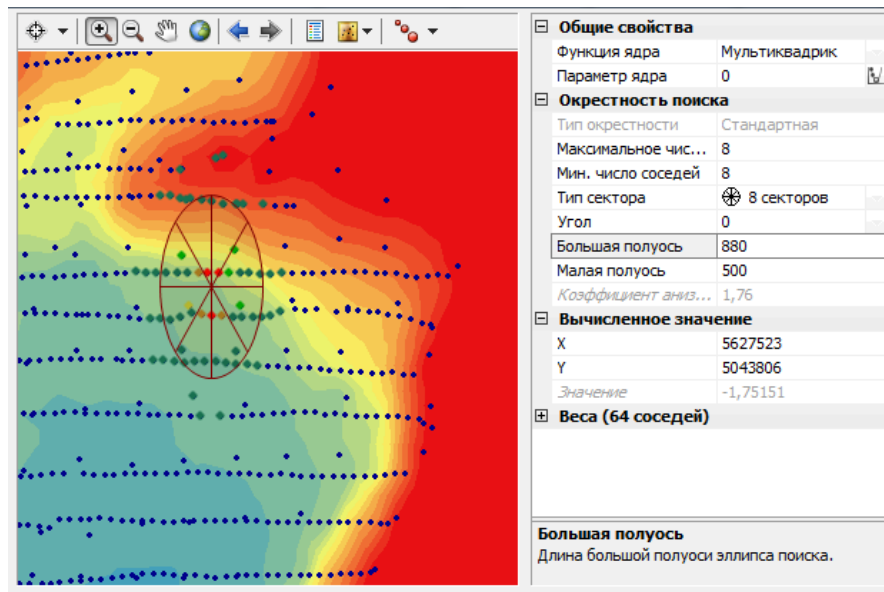 Общие свойства
Функция ядра Мультиквадрик
Параметр ядра 0
Окрестность поиска
Тип окрестности Стандартная
Максимальное чис... 8
Мин. число соседей 8
Тип сектора 8 секторов
Угол 0
Большая полуось 880
Малая полуось 500
Коэффициент аниз... 1,76
Вычисленное значение
X 5627523
Y 5043806
Значение -1,75151
Веса (64 соседей)
Большая полуось
Длина большой полуоси эллипса поиска.